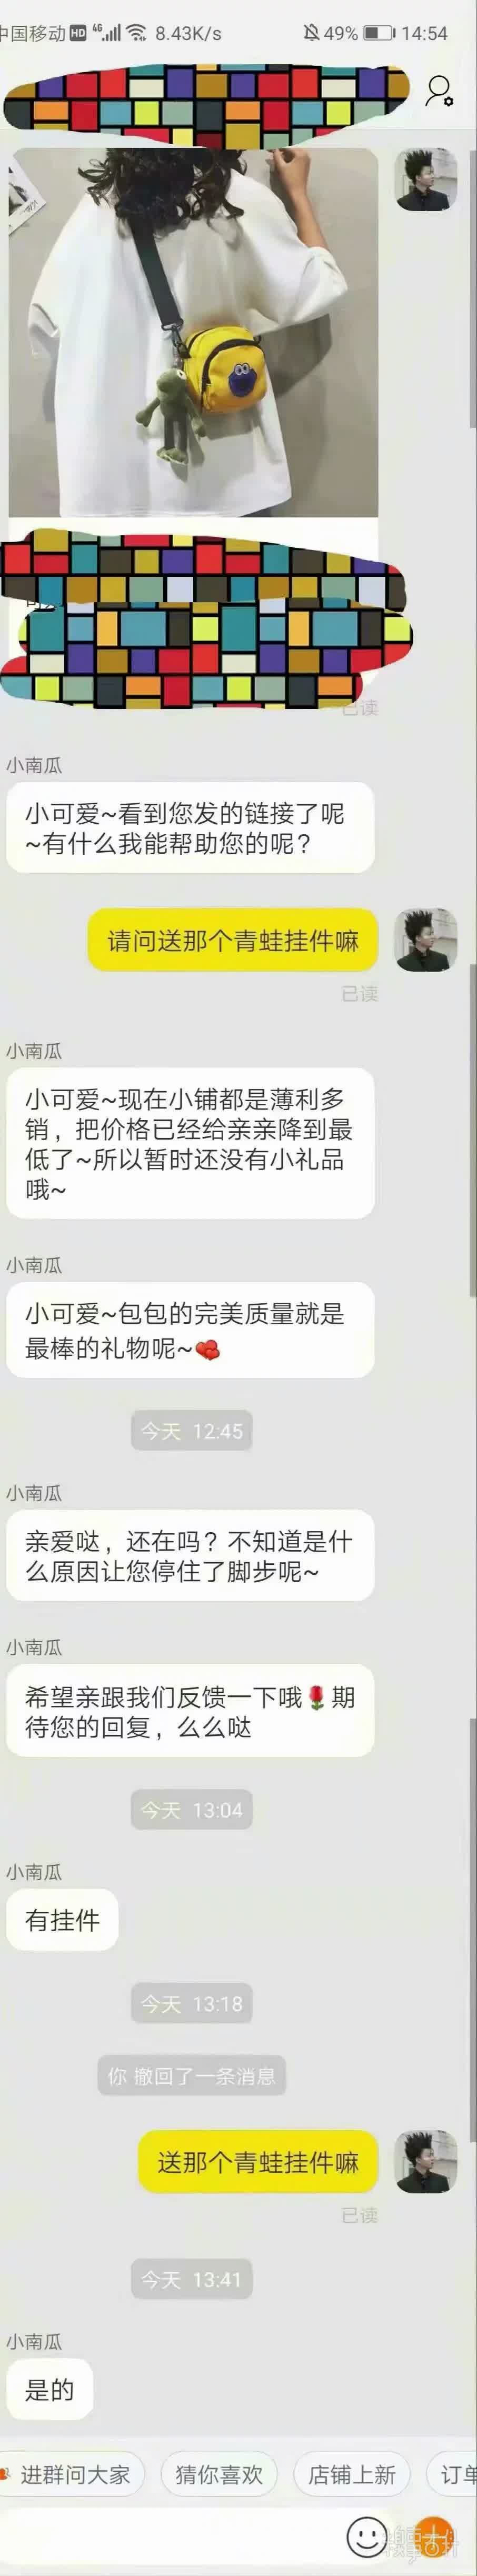 中国移动 HD 4G 8.43K/s 49% 14:54
已读
小南瓜
小可爱~看到您发的链接了呢
~有什么我能帮助您的呢？
请问送那个青蛙挂件嘛
已读
小南瓜
小可爱~现在小铺都是薄利多
销，把价格已经给亲亲降到最
低了~所以暂时还没有小礼品
哦~
小南瓜
小可爱~包包的完美质量就是
最棒的礼物呢~
今天 12:45
小南瓜
亲爱哒，还在吗？不知道是什
么原因让您停住了脚步呢~
小南瓜
希望亲跟我们反馈一下哦🌹期
待您的回复，么么哒
今天 13:04
小南瓜
有挂件
今天 13:18
你 撤回了一条消息
送那个青蛙挂件嘛
已读
今天 13:41
小南瓜
是的
进群问大家 猜你喜欢 店铺上新 订单